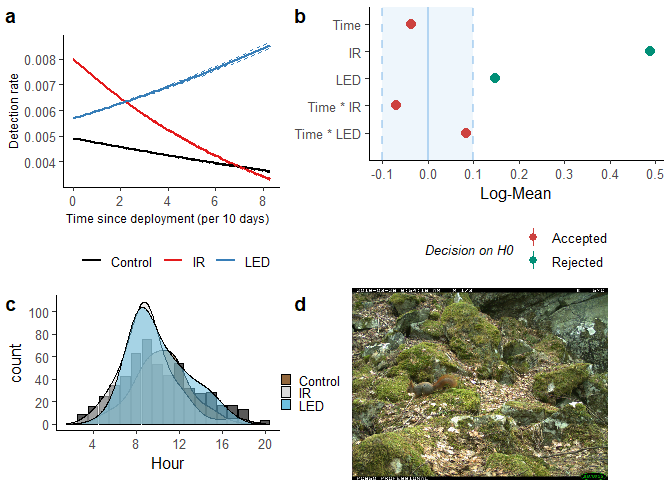 a
0.008
0.007
0.006
0.005
0.004
Detection rate
0 2 4 6 8
Time since deployment (per 10 days)
Control IR LED
b
Time
IR
LED
Time * IR
Time * LED
-0.1 0.0 0.1 0.2 0.3 0.4 0.5
Log-Mean
Decision on H0
Accepted
Rejected
c
100
80
60
40
20
0
count
4 8 12 16 20
Hour
Control
IR
LED
d
PROFESSIONAL